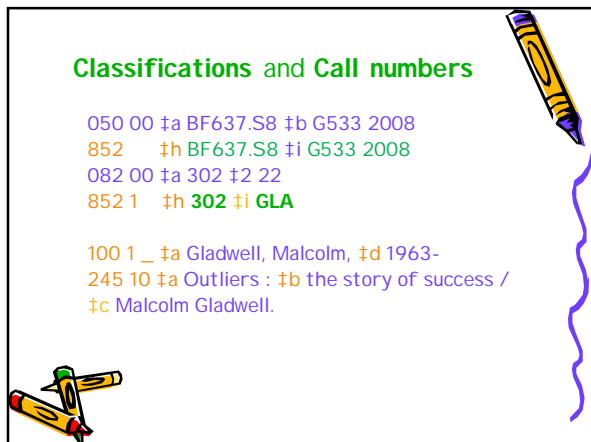 Classifications and Call numbers
050 00 ‡a BF637.S8 ‡b G533 2008
852 ‡h BF637.S8 ‡i G533 2008
082 00 ‡a 302 ‡2 22
852 1 ‡h 302 ‡i GLA
100 1 _ ‡a Gladwell, Malcolm, ‡d 1963-
245 10 ‡a Outliers : ‡b the story of success /
‡c Malcolm Gladwell.